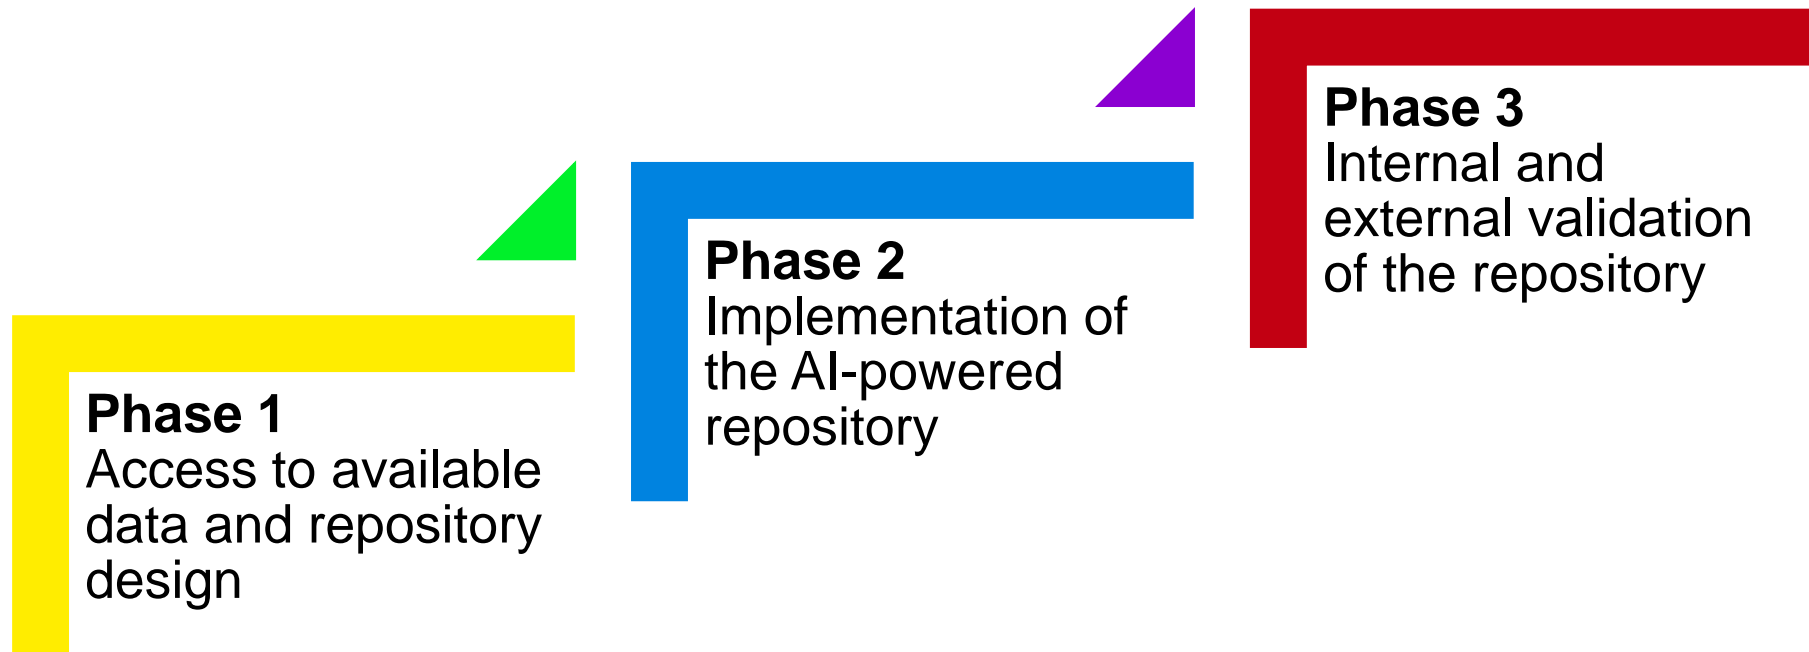 Phase 1
Access to available
data and repository
design
Phase 2
Implementation of
the AI-powered
repository
Phase 3
Internal and
external validation
of the repository